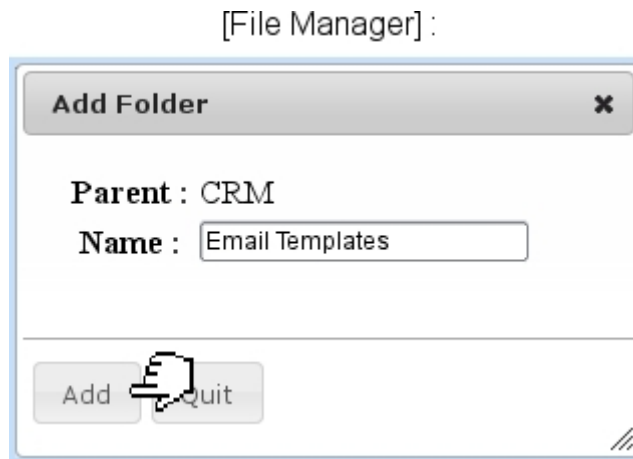 [File Manager] :
Add Folder
Parent : CRM
Name : Email Templates
Add Quit